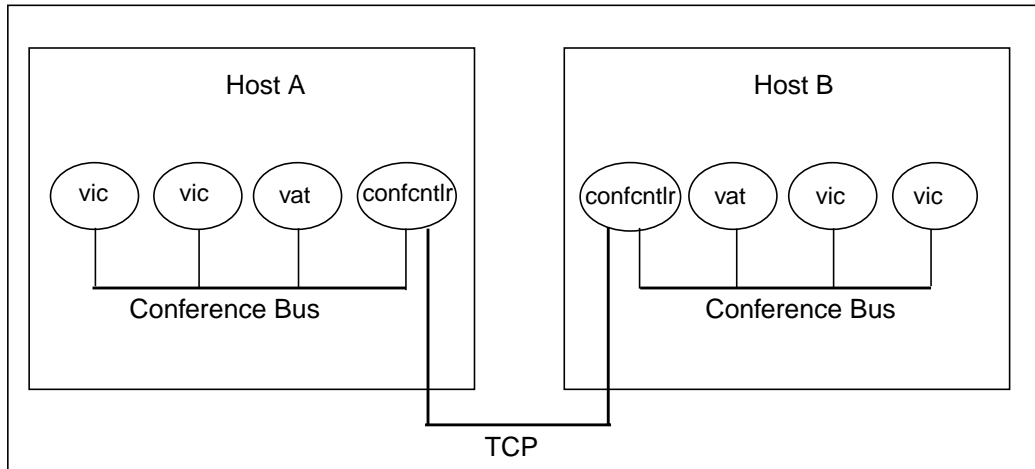 Host A
Host B
vic
vic
vat
confcntlr
confcntlr
vat
vic
vic
Conference Bus
Conference Bus
TCP